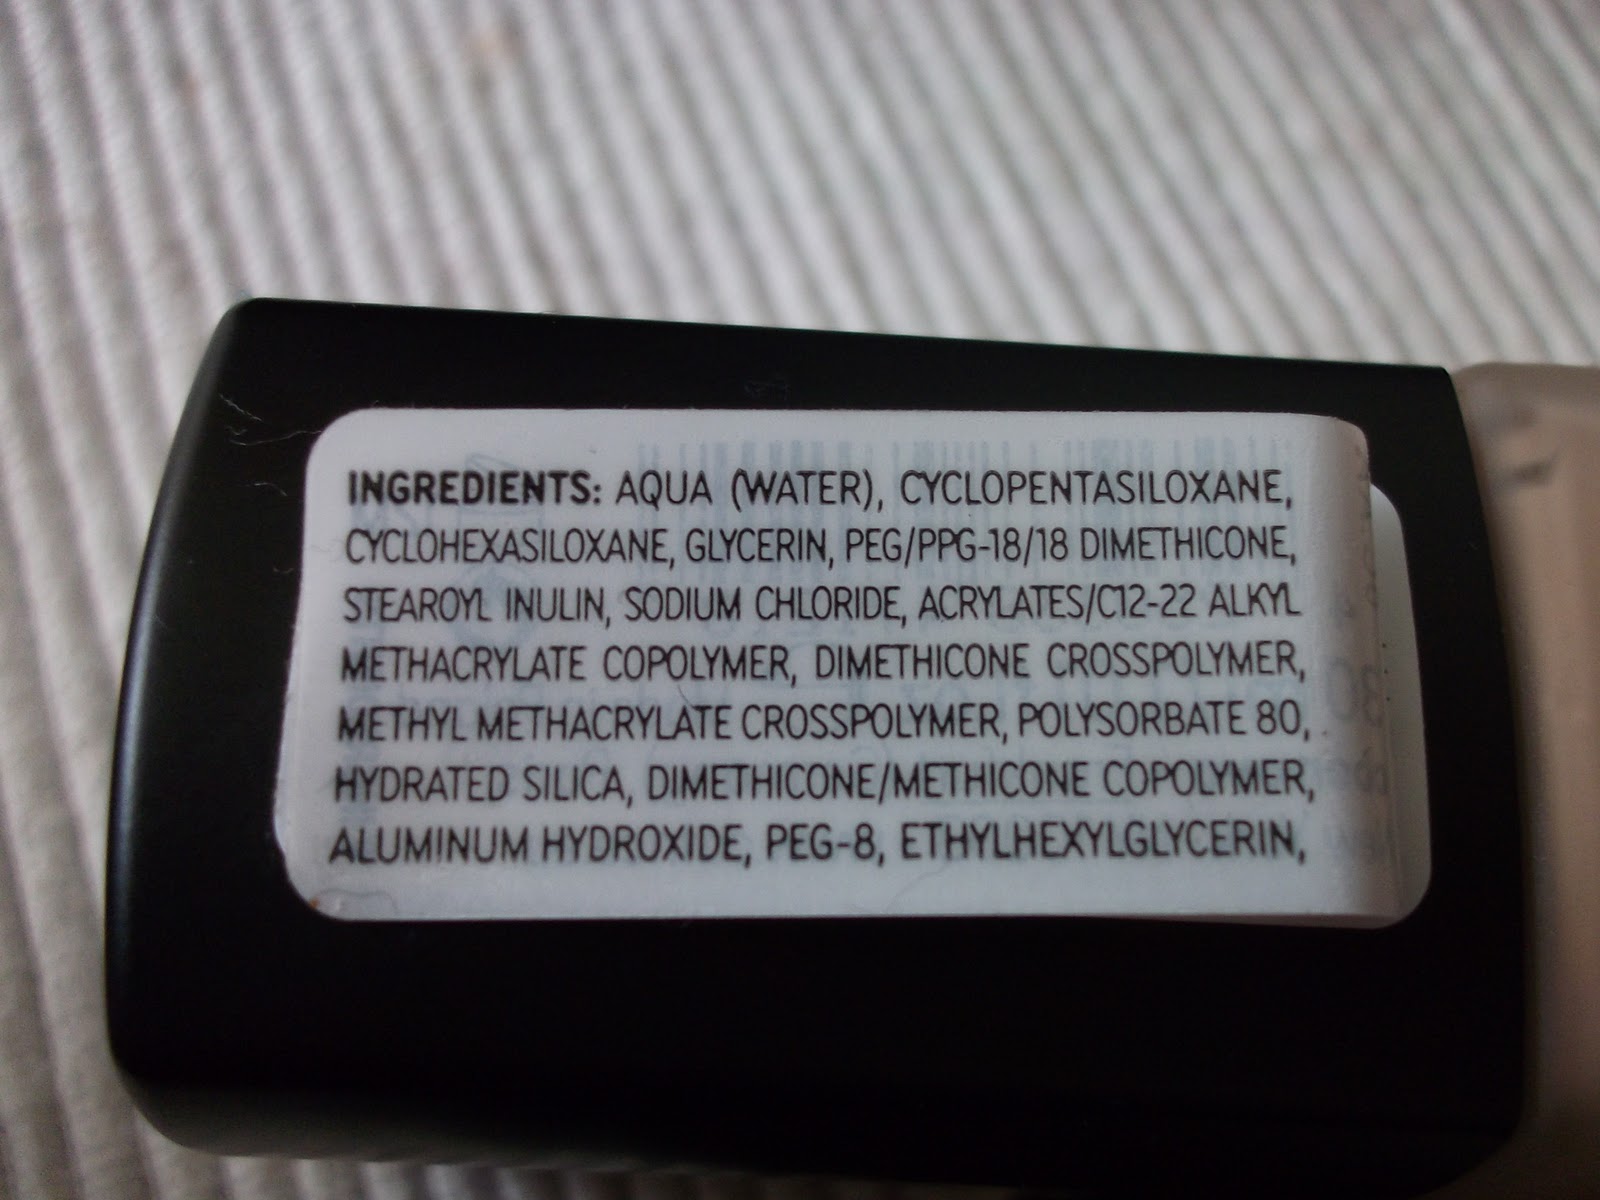 INGREDIENTS: AQUA (WATER), CYCLOPENTASILOXANE,
CYCLOHEXASILOXANE, GLYCERIN, PEG/PPG-18/18 DIMETHICONE,
STEAROYL INULIN, SODIUM CHLORIDE, ACRYLATES/C12-22 ALKYL
METHACRYLATE COPOLYMER, DIMETHICONE CROSSPOLYMER,
METHYL METHACRYLATE CROSSPOLYMER, POLYSORBATE 80,
HYDRATED SILICA, DIMETHICONE/METHICONE COPOLYMER,
ALUMINUM HYDROXIDE, PEG-8, ETHYLHEXYLGLYCERIN,